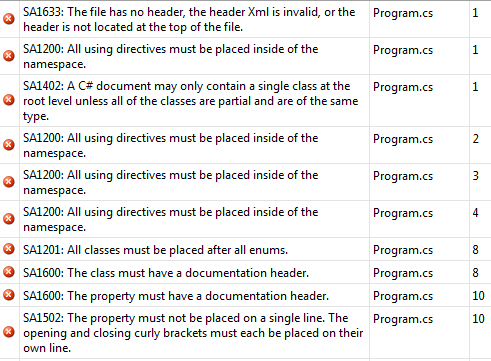 SA1633: The file has no header, the header Xml is invalid, or the
header is not located at the top of the file.
Program.cs
1
SA1200: All using directives must be placed inside of the
namespace.
Program.cs
1
SA1402: A C# document may only contain a single class at the
root level unless all of the classes are partial and are of the same
type.
Program.cs
1
SA1200: All using directives must be placed inside of the
namespace.
Program.cs
2
SA1200: All using directives must be placed inside of the
namespace.
Program.cs
3
SA1200: All using directives must be placed inside of the
namespace.
Program.cs
4
SA1201: All classes must be placed after all enums.
Program.cs
8
SA1600: The class must have a documentation header.
Program.cs
8
SA1600: The property must have a documentation header.
Program.cs
10
SA1502: The property must not be placed on a single line. The
opening and closing curly brackets must each be placed on their
own line.
Program.cs
10